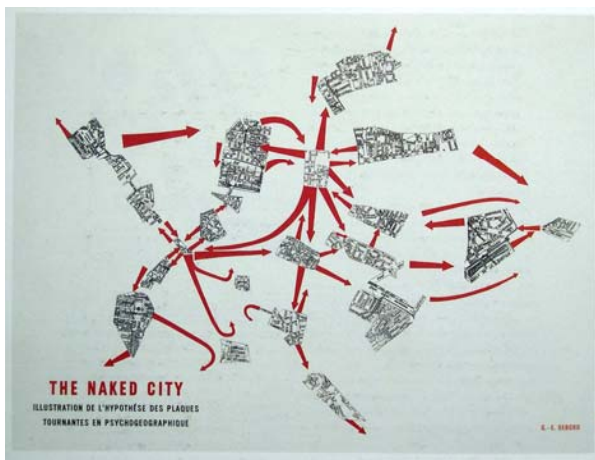 THE NAKED CITY
ILLUSTRATION DE L'HYPOTHÈSE DES PLAQUES
TOURNANTES EN PSYCHOGEOGRAPHIQUE
G.-E. DEBORD